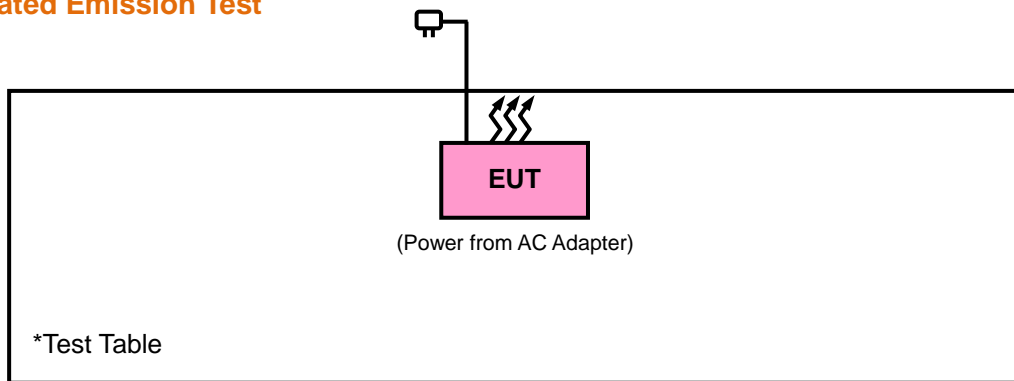 ated Emission Test
EUT
(Power from AC Adapter)
*Test Table